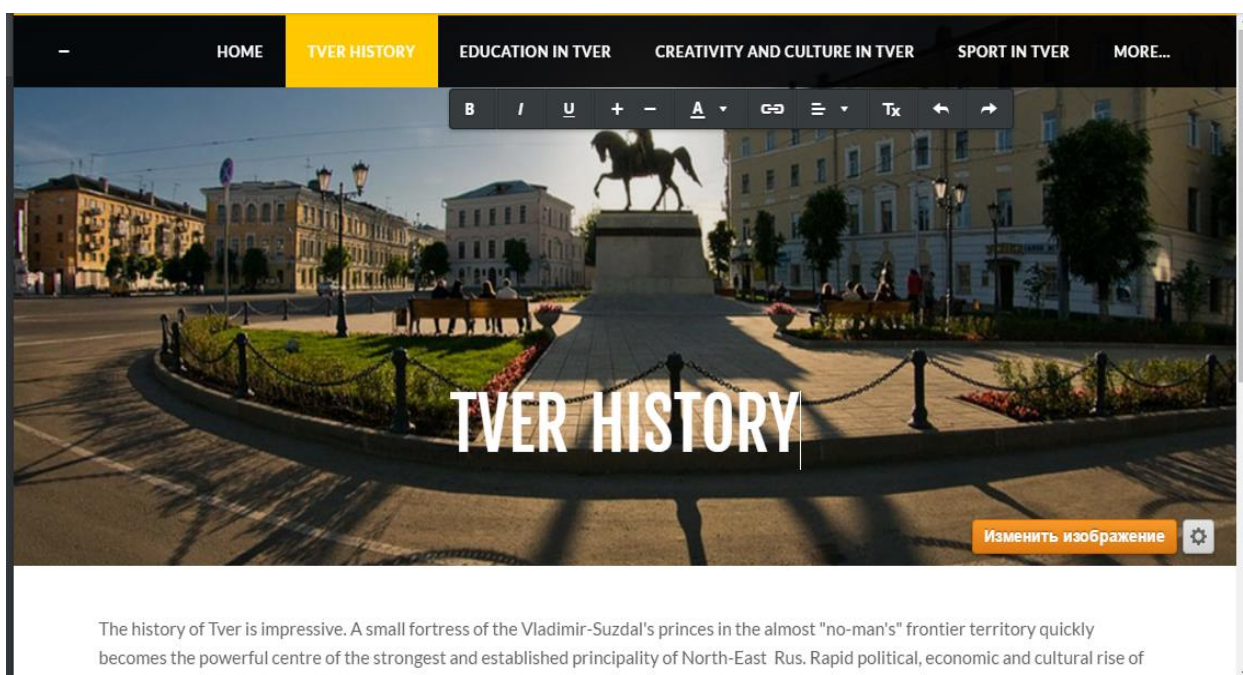 –
HOME TVER HISTORY EDUCATION IN TVER CREATIVITY AND CULTURE IN TVER SPORT IN TVER MORE...
B I U + – A Tx
TVER HISTORY
Изменить изображение
The history of Tver is impressive. A small fortress of the Vladimir-Suzdal's princes in the almost "no-man's" frontier territory quickly
becomes the powerful centre of the strongest and established principality of North-East Rus. Rapid political, economic and cultural rise of